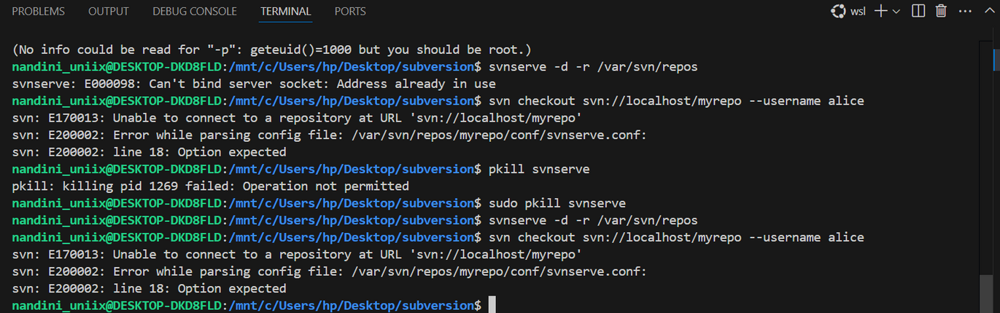 PROBLEMS OUTPUT DEBUG CONSOLE TERMINAL PORTS wsl
(No info could be read for "-p": geteuid()=1000 but you should be root.)
nandini_uniix@DESKTOP-DKD8FLD:/mnt/c/Users/hp/Desktop/subversion$ svnserve -d -r /var/svn/repos
svnserve: E000098: Can't bind server socket: Address already in use
nandini_uniix@DESKTOP-DKD8FLD:/mnt/c/Users/hp/Desktop/subversion$ svn checkout svn://localhost/myrepo --username alice
svn: E170013: Unable to connect to a repository at URL 'svn://localhost/myrepo'
svn: E200002: Error while parsing config file: /var/svn/repos/myrepo/conf/svnserve.conf:
svn: E200002: line 18: Option expected
nandini_uniix@DESKTOP-DKD8FLD:/mnt/c/Users/hp/Desktop/subversion$ pkill svnserve
pkill: killing pid 1269 failed: Operation not permitted
nandini_uniix@DESKTOP-DKD8FLD:/mnt/c/Users/hp/Desktop/subversion$ sudo pkill svnserve
nandini_uniix@DESKTOP-DKD8FLD:/mnt/c/Users/hp/Desktop/subversion$ svnserve -d -r /var/svn/repos
nandini_uniix@DESKTOP-DKD8FLD:/mnt/c/Users/hp/Desktop/subversion$ svn checkout svn://localhost/myrepo --username alice
svn: E170013: Unable to connect to a repository at URL 'svn://localhost/myrepo'
svn: E200002: Error while parsing config file: /var/svn/repos/myrepo/conf/svnserve.conf:
svn: E200002: line 18: Option expected
nandini_uniix@DESKTOP-DKD8FLD:/mnt/c/Users/hp/Desktop/subversion$